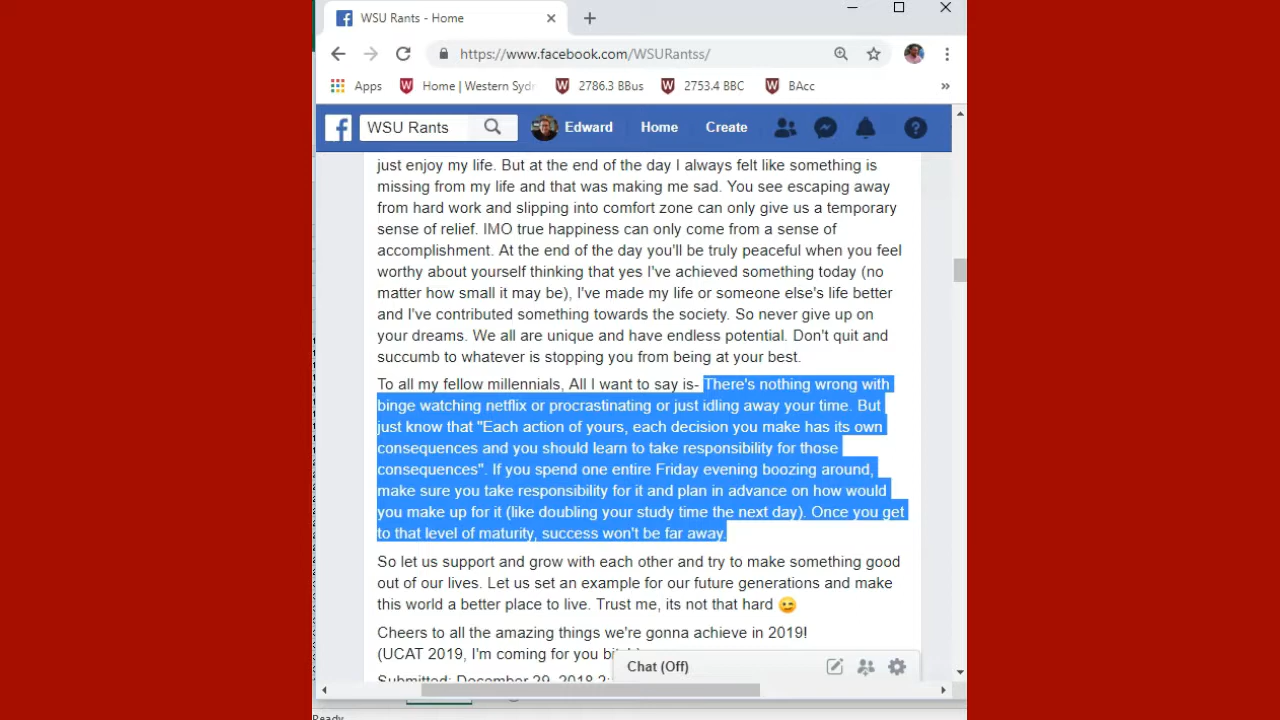 WSU Rants - Home
https://www.facebook.com/WSURantss/
Apps
Home | Western Syd
2786.3 BBus
2753.4 BBC
BAcc
»
WSU Rants
Edward
Home
Create
just enjoy my life. But at the end of the day I always felt like something is
missing from my life and that was making me sad. You see escaping away
from hard work and slipping into comfort zone can only give us a temporary
sense of relief. IMO true happiness can only come from a sense of
accomplishment. At the end of the day you'll be truly peaceful when you feel
worthy about yourself thinking that yes I've achieved something today (no
matter how small it may be), I've made my life or someone else's life better
and I've contributed something towards the society. So never give up on
your dreams. We all are unique and have endless potential. Don't quit and
succumb to whatever is stopping you from being at your best.
To all my fellow millennials, All I want to say is- There's nothing wrong with
binge watching netflix or procrastinating or just idling away your time. But
just know that "Each action of yours, each decision you make has its own
consequences and you should learn to take responsibility for those
consequences". If you spend one entire Friday evening boozing around,
make sure you take responsibility for it and plan in advance on how would
you make up for it (like doubling your study time the next day). Once you get
to that level of maturity, success won't be far away.
So let us support and grow with each other and try to make something good
out of our lives. Let us set an example for our future generations and make
this world a better place to live. Trust me, its not that hard 😉
Cheers to all the amazing things we're gonna achieve in 2019!
(UCAT 2019, I'm coming for you
Chat (Off)
Submitted: December 29, 2018 2:
Ready